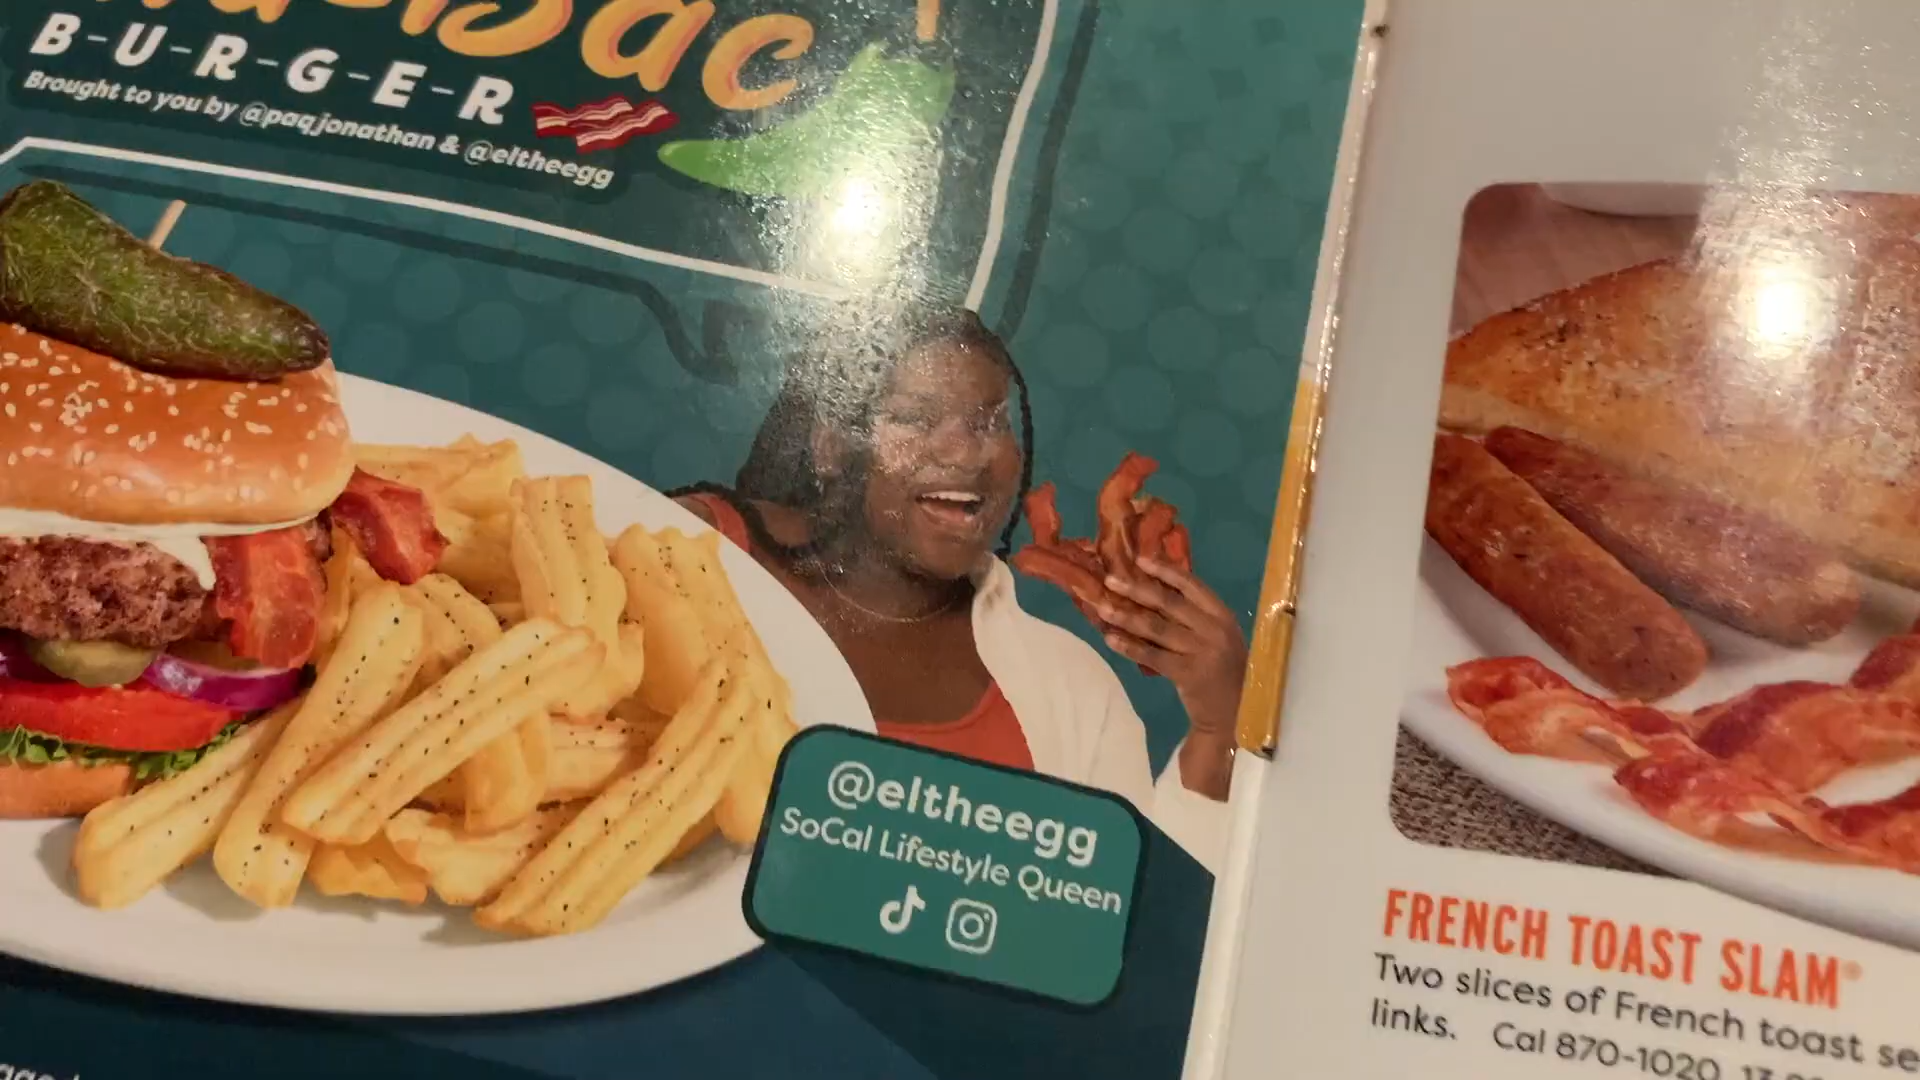 B-U-R-G-E-R
Brought to you by @paqjonathan & @eltheegg
@eltheegg
SoCal Lifestyle Queen
FRENCH TOAST SLAM®
Two slices of French toast se
links. Cal 870-1020